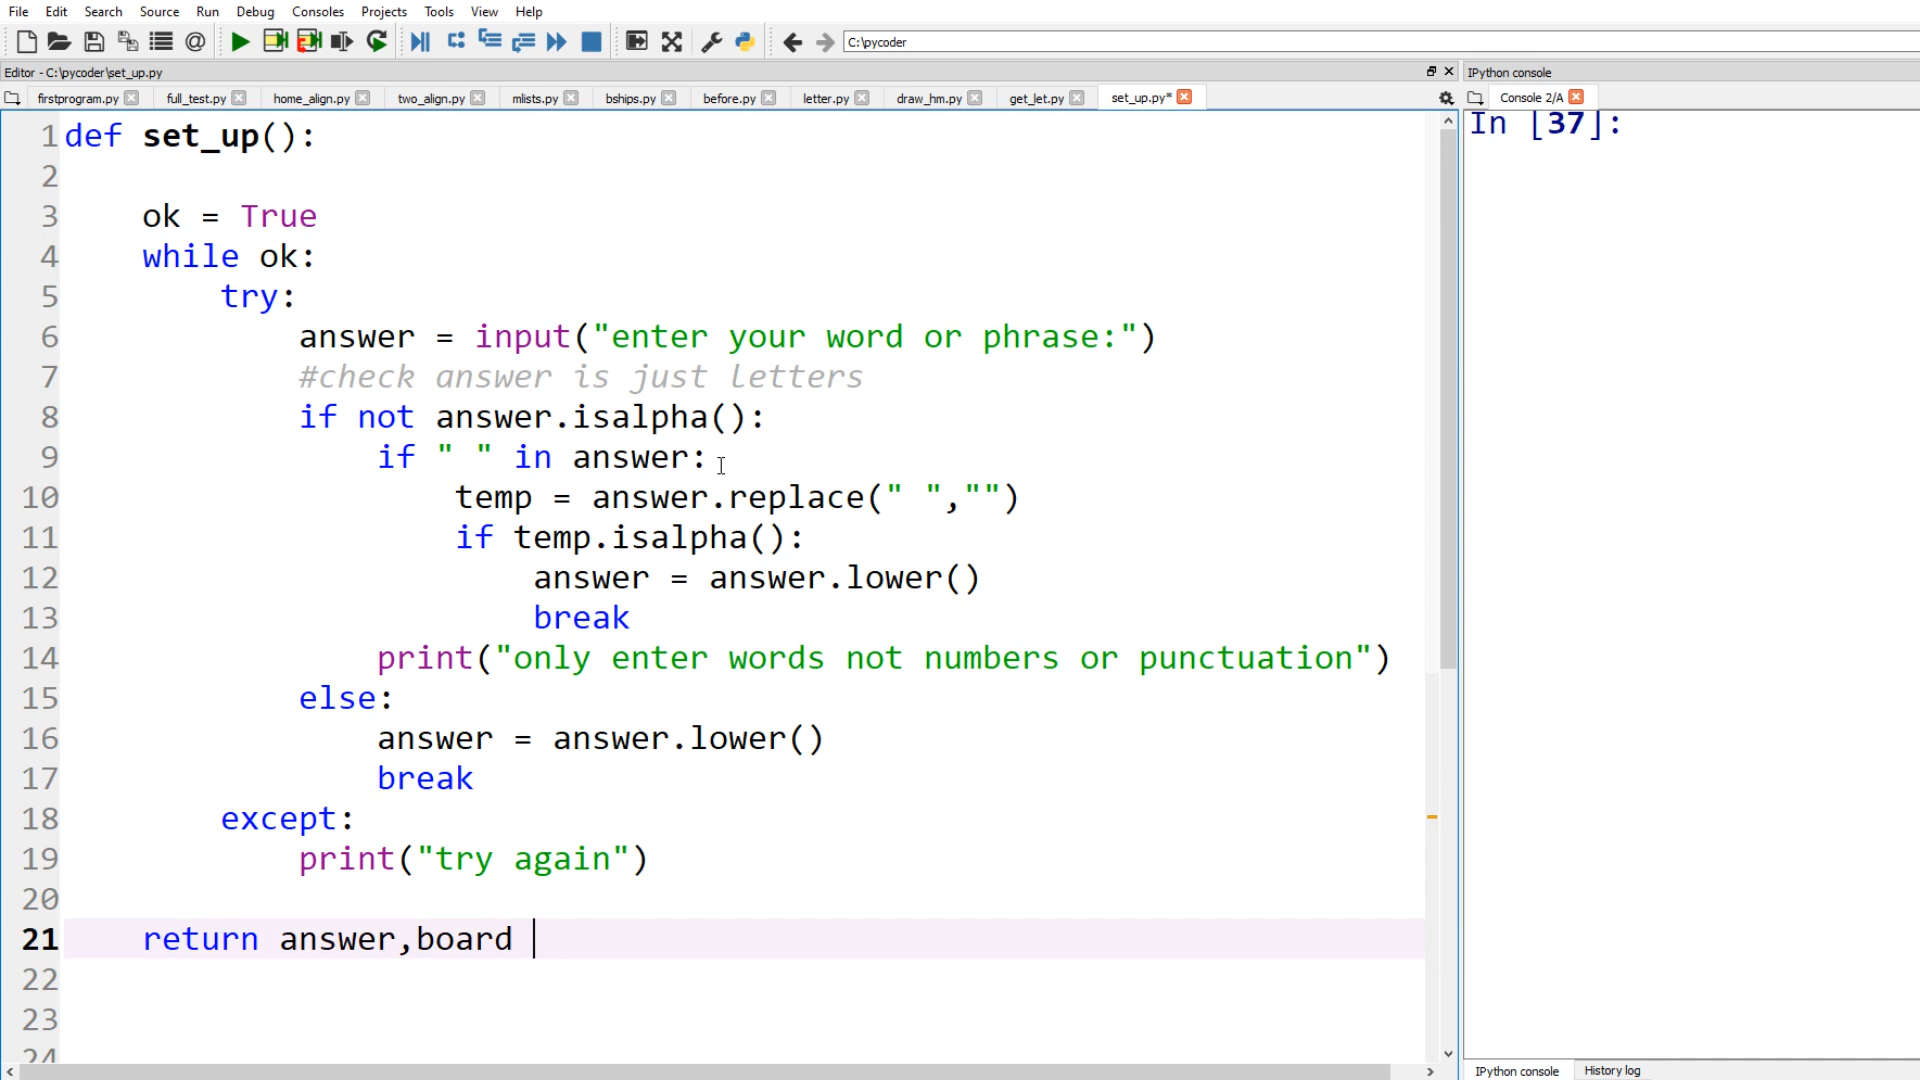 File Edit Search Source Run Debug Consoles Projects Tools View Help
C:\pycoder
Editor - C:\pycoder\set_up.py
IPython console
firstprogram.py full_test.py home_align.py two_align.py mlists.py bships.py before.py letter.py draw_hm.py get_let.py set_up.py*
Console 2/A
1 def set_up():
2
3     ok = True
4     while ok:
5         try:
6             answer = input("enter your word or phrase:")
7             #check answer is just letters
8             if not answer.isalpha():
9                 if " " in answer:
10                     temp = answer.replace(" ","")
11                     if temp.isalpha():
12                         answer = answer.lower()
13                         break
14                 print("only enter words not numbers or punctuation")
15             else:
16                 answer = answer.lower()
17                 break
18         except:
19             print("try again")
20
21     return answer,board
22
23
24
In [37]:
IPython console History log